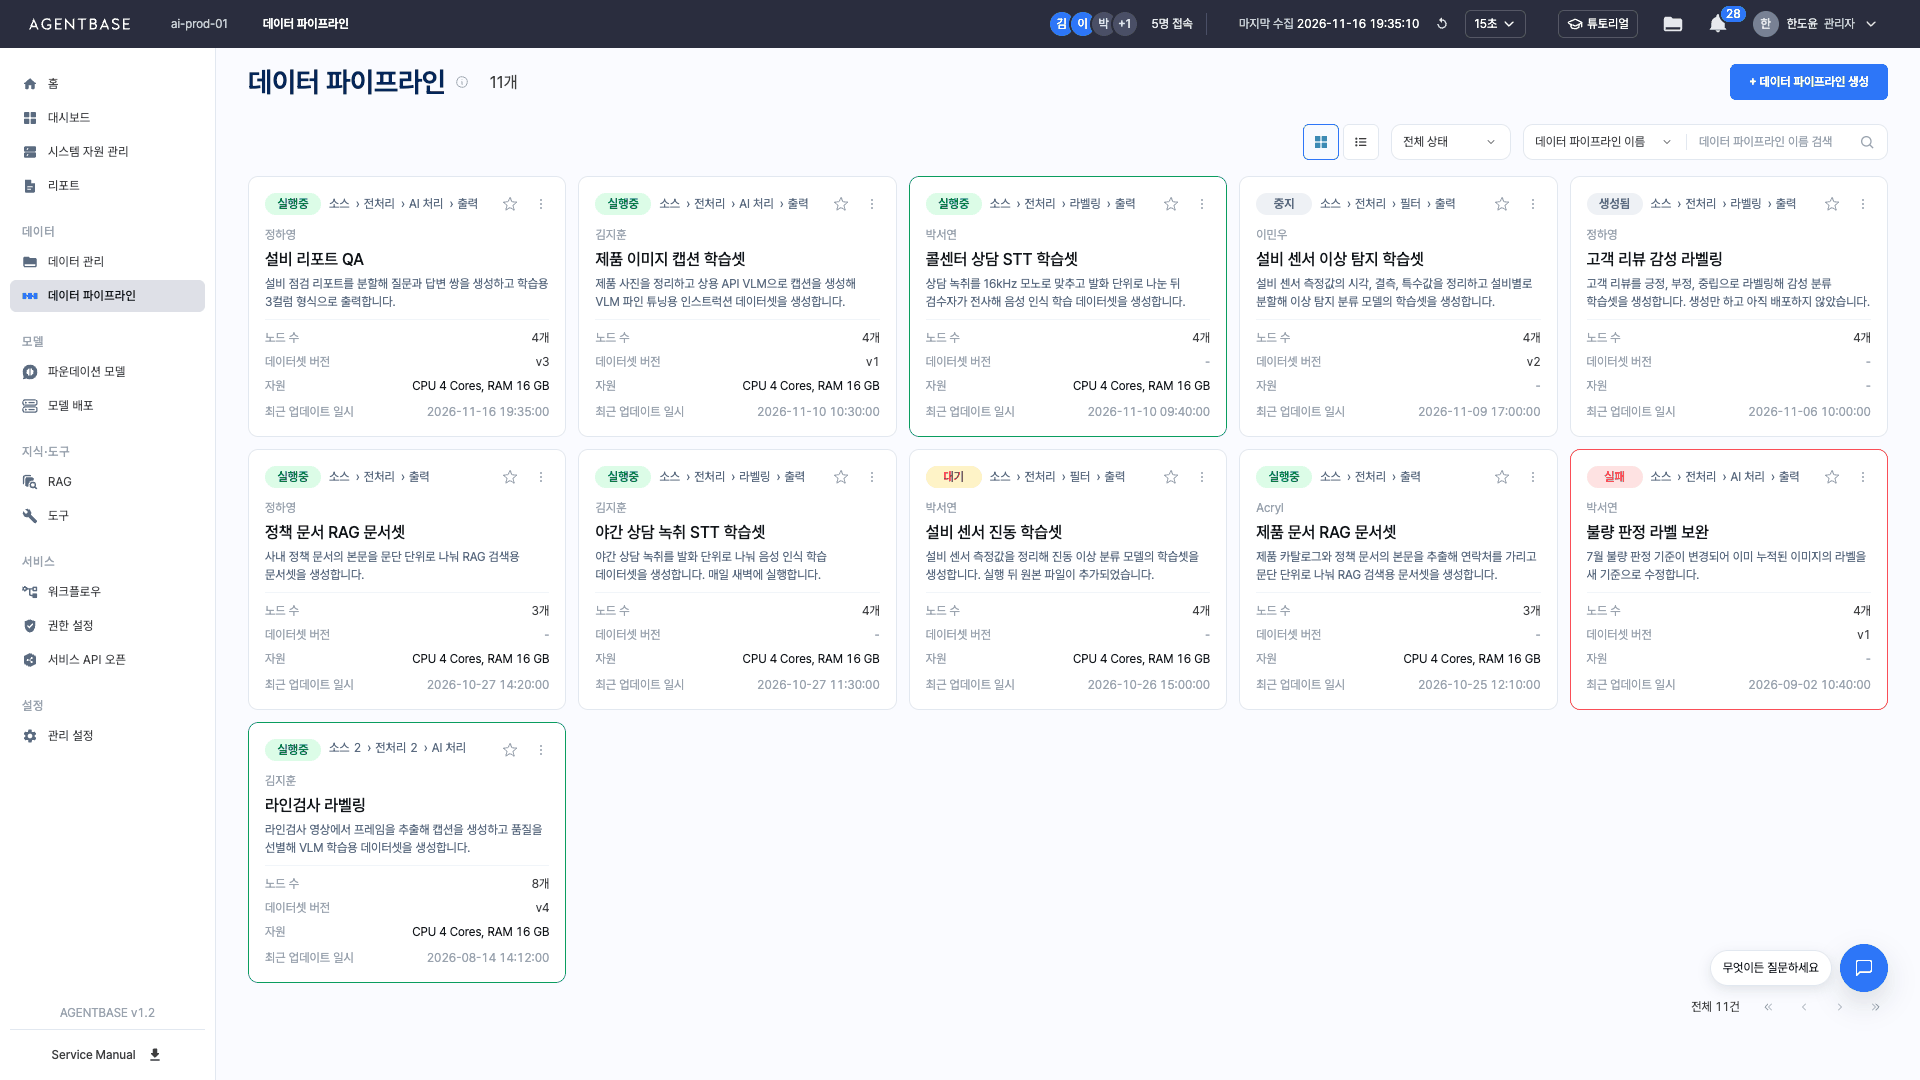 AGENTBASE
ai-prod-01
데이터 파이프라인
김 이 박 +1 5명 접속
마지막 수집 2026-11-16 19:35:10
15초
튜토리얼
28
한 한도윤 관리자
홈
대시보드
시스템 자원 관리
리포트
데이터
데이터 관리
데이터 파이프라인
모델
파운데이션 모델
모델 배포
지식·도구
RAG
도구
서비스
워크플로우
권한 설정
서비스 API 오픈
설정
관리 설정
AGENTBASE v1.2
Service Manual
데이터 파이프라인 11개
+ 데이터 파이프라인 생성
전체 상태
데이터 파이프라인 이름
데이터 파이프라인 이름 검색
실행중 소스 › 전처리 › AI 처리 › 출력
정하영
설비 리포트 QA
설비 점검 리포트를 분할해 질문과 답변 쌍을 생성하고 학습용
3컬럼 형식으로 출력합니다.
노드 수 4개
데이터셋 버전 v3
자원 CPU 4 Cores, RAM 16 GB
최근 업데이트 일시 2026-11-16 19:35:00
실행중 소스 › 전처리 › AI 처리 › 출력
김지훈
제품 이미지 캡션 학습셋
제품 사진을 정리하고 상용 API VLM으로 캡션을 생성해
VLM 파인 튜닝용 인스트럭션 데이터셋을 생성합니다.
노드 수 4개
데이터셋 버전 v1
자원 CPU 4 Cores, RAM 16 GB
최근 업데이트 일시 2026-11-10 10:30:00
실행중 소스 › 전처리 › 라벨링 › 출력
박서연
콜센터 상담 STT 학습셋
상담 녹취를 16kHz 모노로 맞추고 발화 단위로 나눈 뒤
검수자가 전사해 음성 인식 학습 데이터셋을 생성합니다.
노드 수 4개
데이터셋 버전 -
자원 CPU 4 Cores, RAM 16 GB
최근 업데이트 일시 2026-11-10 09:40:00
중지 소스 › 전처리 › 필터 › 출력
이민우
설비 센서 이상 탐지 학습셋
설비 센서 측정값의 시각, 결측, 특수값을 정리하고 설비별로
분할해 이상 탐지 분류 모델의 학습셋을 생성합니다.
노드 수 4개
데이터셋 버전 v2
자원 -
최근 업데이트 일시 2026-11-09 17:00:00
생성됨 소스 › 전처리 › 라벨링 › 출력
정하영
고객 리뷰 감성 라벨링
고객 리뷰를 긍정, 부정, 중립으로 라벨링해 감성 분류
학습셋을 생성합니다. 생성만 하고 아직 배포하지 않았습니다.
노드 수 4개
데이터셋 버전 -
자원 -
최근 업데이트 일시 2026-11-06 10:00:00
실행중 소스 › 전처리 › 출력
정하영
정책 문서 RAG 문서셋
사내 정책 문서의 본문을 문단 단위로 나눠 RAG 검색용
문서셋을 생성합니다.
노드 수 3개
데이터셋 버전 -
자원 CPU 4 Cores, RAM 16 GB
최근 업데이트 일시 2026-10-27 14:20:00
실행중 소스 › 전처리 › 라벨링 › 출력
김지훈
야간 상담 녹취 STT 학습셋
야간 상담 녹취를 발화 단위로 나눠 음성 인식 학습
데이터셋을 생성합니다. 매일 새벽에 실행합니다.
노드 수 4개
데이터셋 버전 -
자원 CPU 4 Cores, RAM 16 GB
최근 업데이트 일시 2026-10-27 11:30:00
대기 소스 › 전처리 › 필터 › 출력
박서연
설비 센서 진동 학습셋
설비 센서 측정값을 정리해 진동 이상 분류 모델의 학습셋을
생성합니다. 실행 뒤 원본 파일이 추가되었습니다.
노드 수 4개
데이터셋 버전 -
자원 CPU 4 Cores, RAM 16 GB
최근 업데이트 일시 2026-10-26 15:00:00
실행중 소스 › 전처리 › 출력
Acryl
제품 문서 RAG 문서셋
제품 카탈로그와 정책 문서의 본문을 추출해 연락처를 가리고
문단 단위로 나눠 RAG 검색용 문서셋을 생성합니다.
노드 수 3개
데이터셋 버전 -
자원 CPU 4 Cores, RAM 16 GB
최근 업데이트 일시 2026-10-25 12:10:00
실패 소스 › 전처리 › AI 처리 › 출력
박서연
불량 판정 라벨 보완
7월 불량 판정 기준이 변경되어 이미 누적된 이미지의 라벨을
새 기준으로 수정합니다.
노드 수 4개
데이터셋 버전 v1
자원 -
최근 업데이트 일시 2026-09-02 10:40:00
실행중 소스 2 › 전처리 2 › AI 처리
김지훈
라인검사 라벨링
라인검사 영상에서 프레임을 추출해 캡션을 생성하고 품질을
선별해 VLM 학습용 데이터셋을 생성합니다.
노드 수 8개
데이터셋 버전 v4
자원 CPU 4 Cores, RAM 16 GB
최근 업데이트 일시 2026-08-14 14:12:00
무엇이든 질문하세요
전체 11건 « ‹ › »